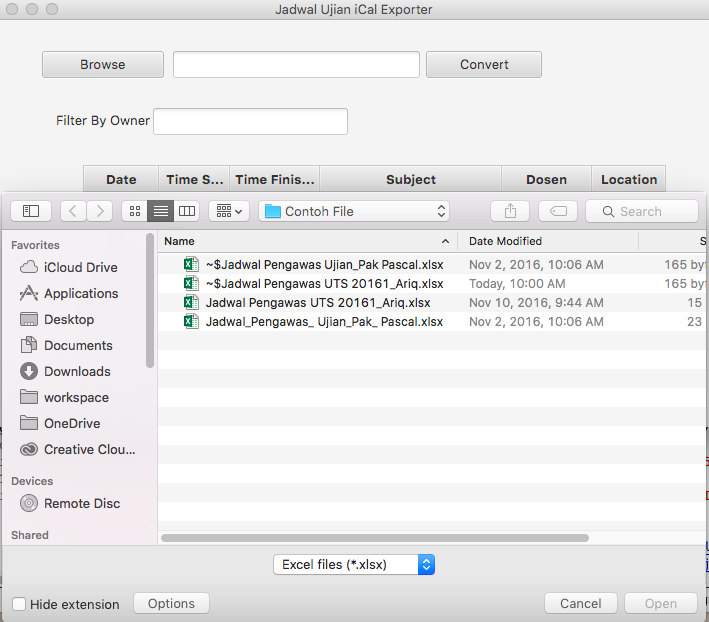 Jadwal Ujian iCal Exporter
Browse Convert
Filter By Owner
Date Time S... Time Finis... Subject Dosen Location
Contoh File Search
Favorites
Name Date Modified S
iCloud Drive
~$Jadwal Pengawas Ujian_Pak Pascal.xlsx Nov 2, 2016, 10:06 AM 165 by
~$Jadwal Pengawas UTS 20161_Ariq.xlsx Today, 10:00 AM 165 by
Jadwal Pengawas UTS 20161_Ariq.xlsx Nov 10, 2016, 9:44 AM 15
Jadwal_Pengawas_ Ujian_Pak_ Pascal.xlsx Nov 2, 2016, 10:06 AM 23
Applications
Desktop
Documents
Downloads
workspace
OneDrive
Creative Clou...
Devices
Remote Disc
Shared
Excel files (*.xlsx)
Hide extension Options Cancel Open